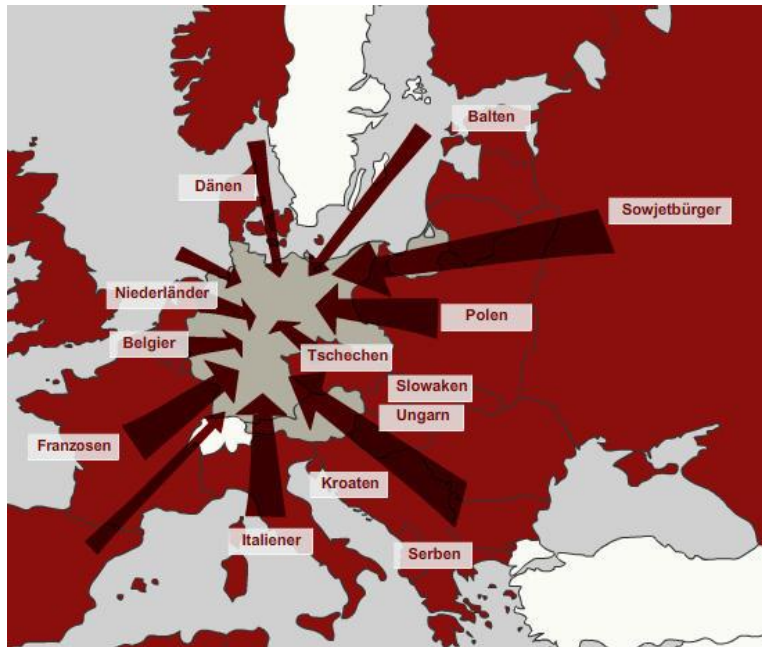 Balten
Dänen
Sowjetbürger
Niederländer
Polen
Belgier
Tschechen
Slowaken
Ungarn
Franzosen
Kroaten
Italiener
Serben